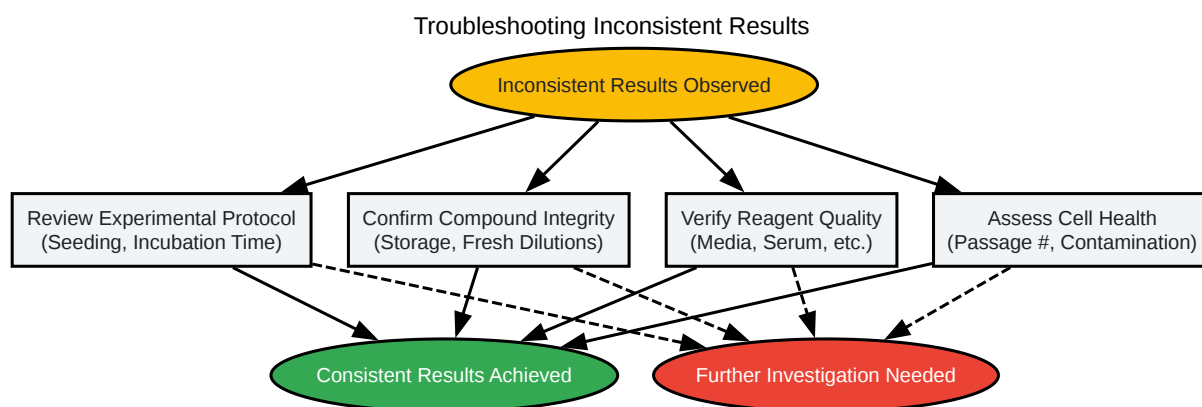 Troubleshooting Inconsistent Results
Inconsistent Results Observed
Review Experimental Protocol
(Seeding, Incubation Time)
Confirm Compound Integrity
(Storage, Fresh Dilutions)
Verify Reagent Quality
(Media, Serum, etc.)
Assess Cell Health
(Passage #, Contamination)
Consistent Results Achieved
Further Investigation Needed